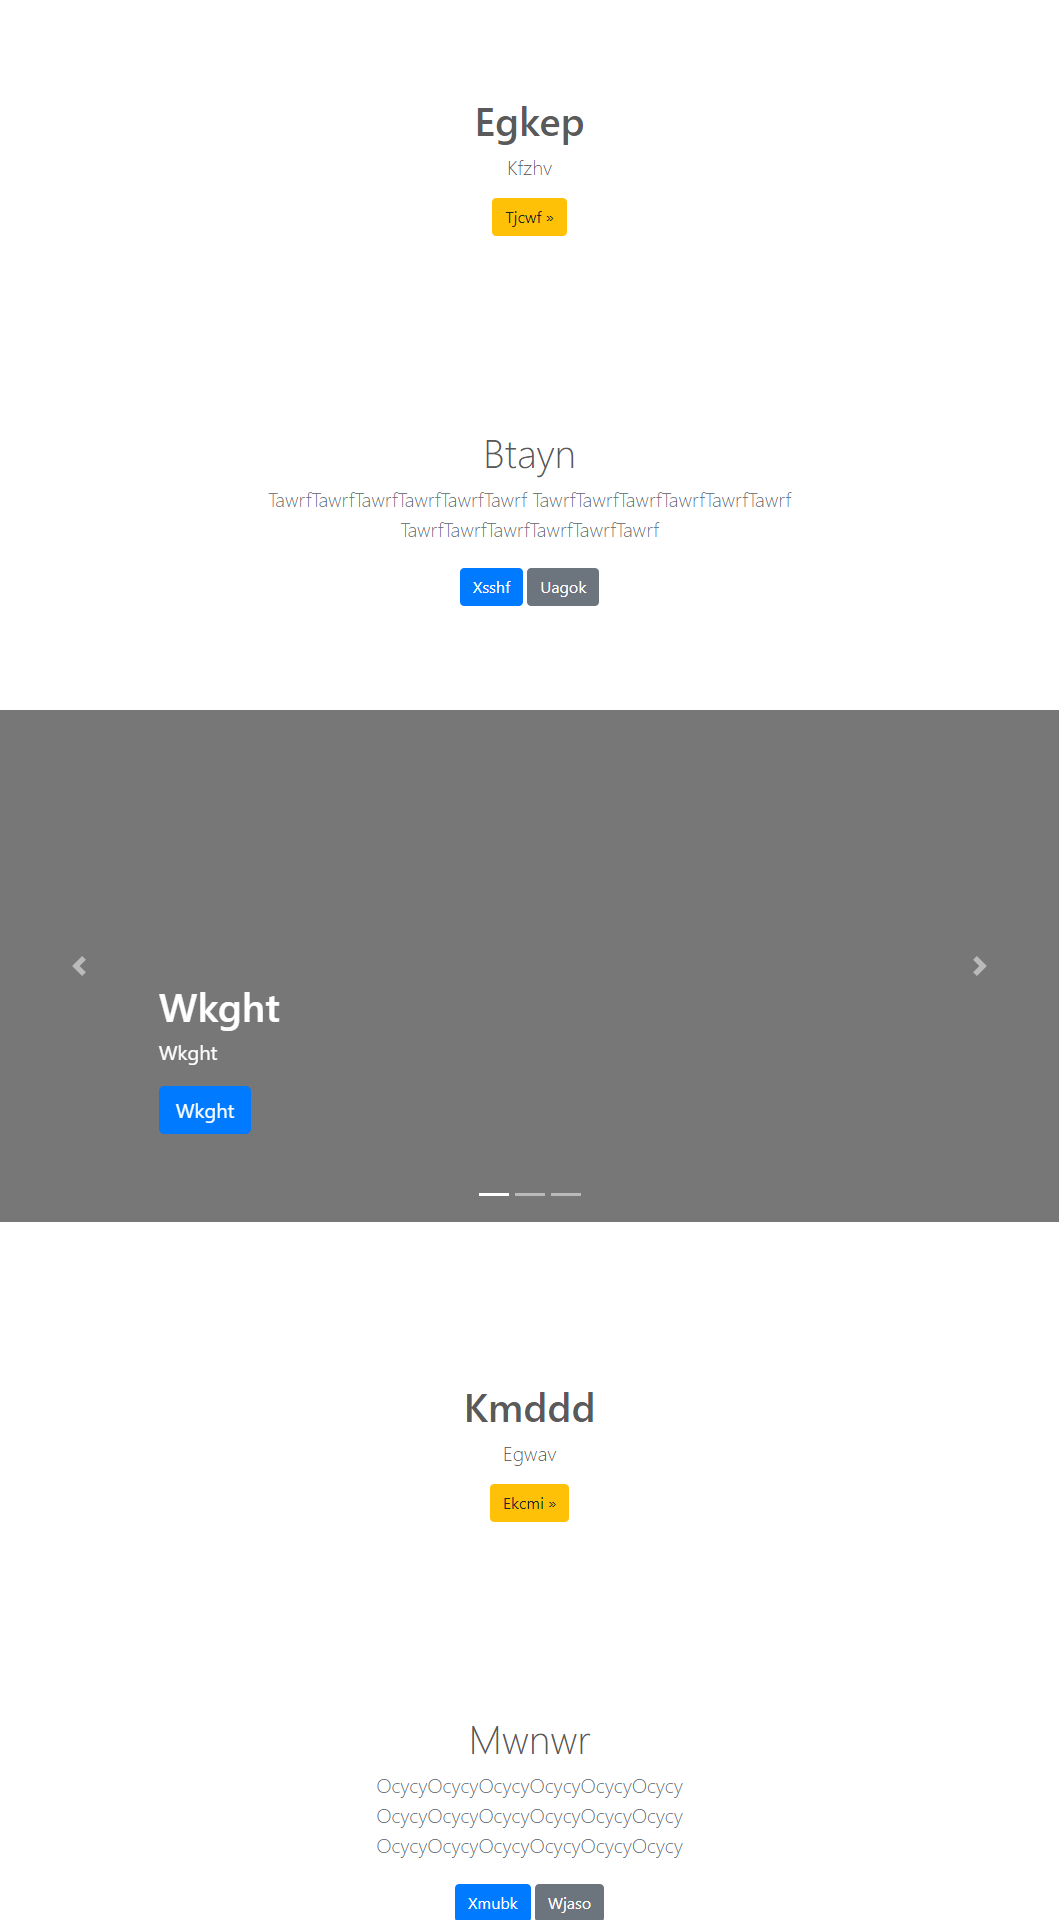 Egkep
Kfzhv
Tjcwf »
Btayn
TawrfTawrfTawrfTawrfTawrfTawrf TawrfTawrfTawrfTawrfTawrfTawrf
TawrfTawrfTawrfTawrfTawrfTawrf
Xsshf Uagok
Wkght
Wkght
Wkght
Kmddd
Egwav
Ekcmi »
Mwnwr
OcycyOcycyOcycyOcycyOcycyOcycy
OcycyOcycyOcycyOcycyOcycyOcycy
OcycyOcycyOcycyOcycyOcycyOcycy
Xmubk Wjaso